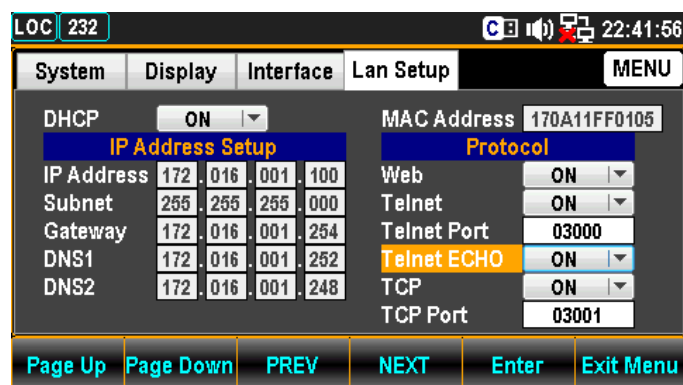 LOC 232 C 22:41:56
System Display Interface Lan Setup MENU
DHCP ON
IP Address Setup
IP Address 172 . 016 . 001 . 100
Subnet 255 . 255 . 255 . 000
Gateway 172 . 016 . 001 . 254
DNS1 172 . 016 . 001 . 252
DNS2 172 . 016 . 001 . 248
MAC Address 170A11FF0105
Protocol
Web ON
Telnet ON
Telnet Port 03000
Telnet ECHO ON
TCP ON
TCP Port 03001
Page Up Page Down PREV NEXT Enter Exit Menu